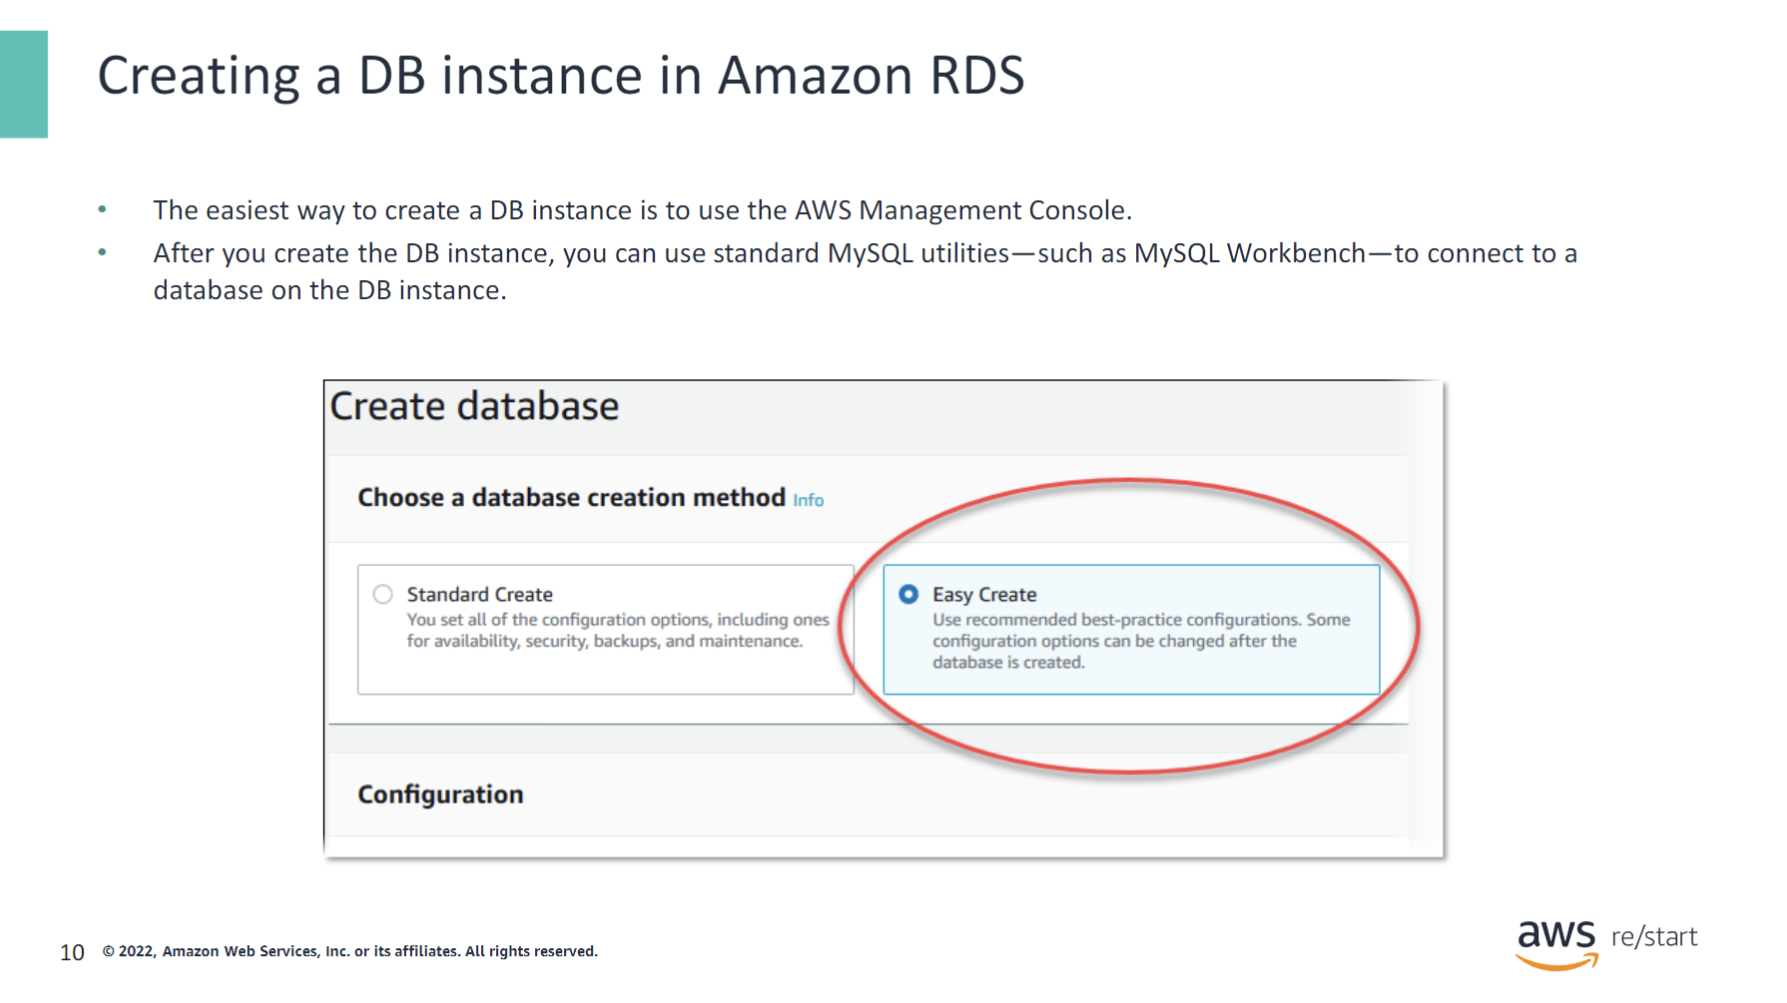 Creating a DB instance in Amazon RDS
• The easiest way to create a DB instance is to use the AWS Management Console.
• After you create the DB instance, you can use standard MySQL utilities—such as MySQL Workbench—to connect to a
database on the DB instance.
Create database
Choose a database creation method Info
Standard Create
You set all of the configuration options, including ones
for availability, security, backups, and maintenance.
Easy Create
Use recommended best-practice configurations. Some
configuration options can be changed after the
database is created.
Configuration
10 © 2022, Amazon Web Services, Inc. or its affiliates. All rights reserved.
aws re/start